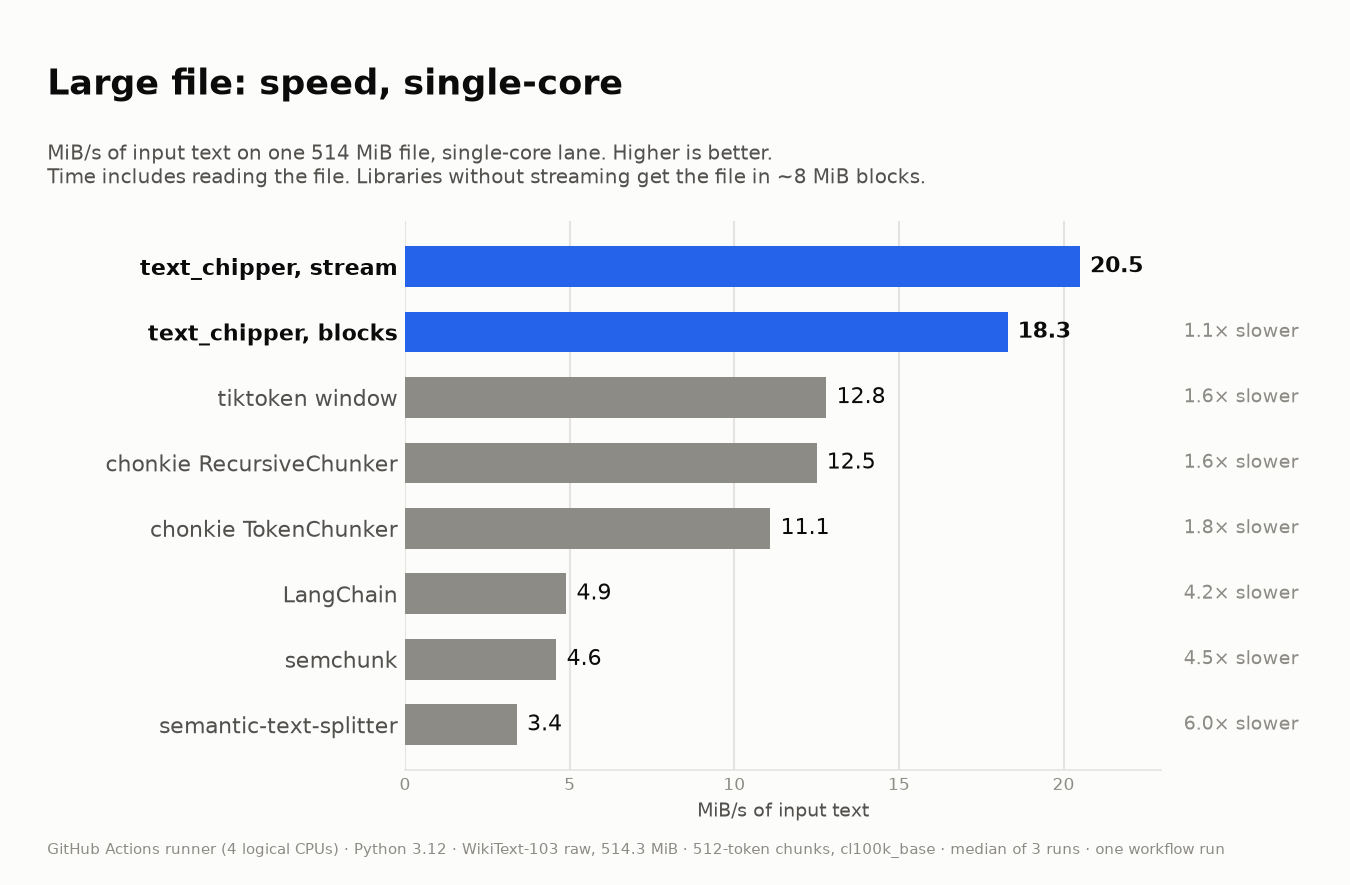 Large file: speed, single-core
MiB/s of input text on one 514 MiB file, single-core lane. Higher is better.
Time includes reading the file. Libraries without streaming get the file in ~8 MiB blocks.
text_chipper, stream 20.5
text_chipper, blocks 18.3 1.1× slower
tiktoken window 12.8 1.6× slower
chonkie RecursiveChunker 12.5 1.6× slower
chonkie TokenChunker 11.1 1.8× slower
LangChain 4.9 4.2× slower
semchunk 4.6 4.5× slower
semantic-text-splitter 3.4 6.0× slower
0 5 10 15 20
MiB/s of input text
GitHub Actions runner (4 logical CPUs) · Python 3.12 · WikiText-103 raw, 514.3 MiB · 512-token chunks, cl100k_base · median of 3 runs · one workflow run